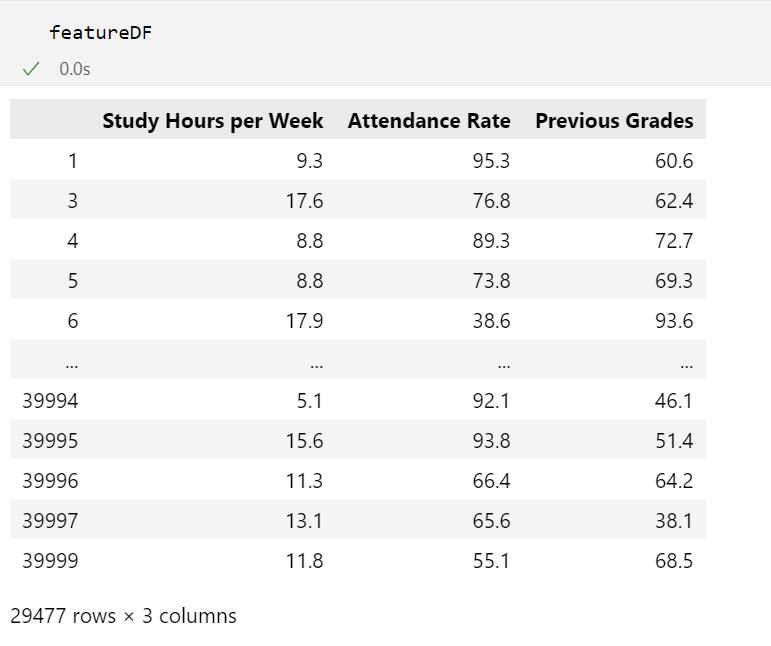 featureDF
0.0s
Study Hours per Week Attendance Rate Previous Grades
1 9.3 95.3 60.6
3 17.6 76.8 62.4
4 8.8 89.3 72.7
5 8.8 73.8 69.3
6 17.9 38.6 93.6
... ... ... ...
39994 5.1 92.1 46.1
39995 15.6 93.8 51.4
39996 11.3 66.4 64.2
39997 13.1 65.6 38.1
39999 11.8 55.1 68.5
29477 rows × 3 columns